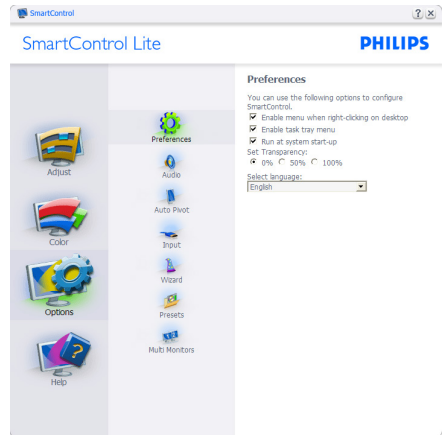 SmartControl
SmartControl Lite
PHILIPS
Adjust
Color
Options
Help
Preferences
Audio
Auto Pivot
Input
Wizard
Presets
Multi Monitors
Preferences
You can use the following options to configure
SmartControl.
Enable menu when right-clicking on desktop
Enable task tray menu
Run at system start-up
Set Transparency:
0% 50% 100%
Select language:
English